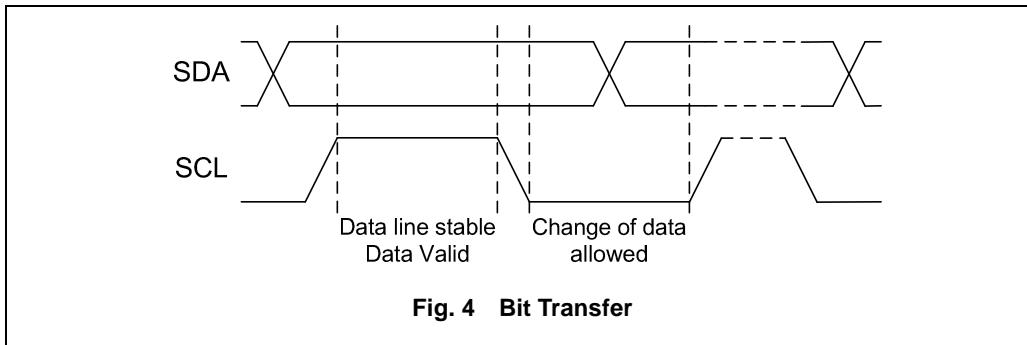 SDA
SCL
Data line stable
Data Valid
Change of data
allowed
Fig. 4 Bit Transfer